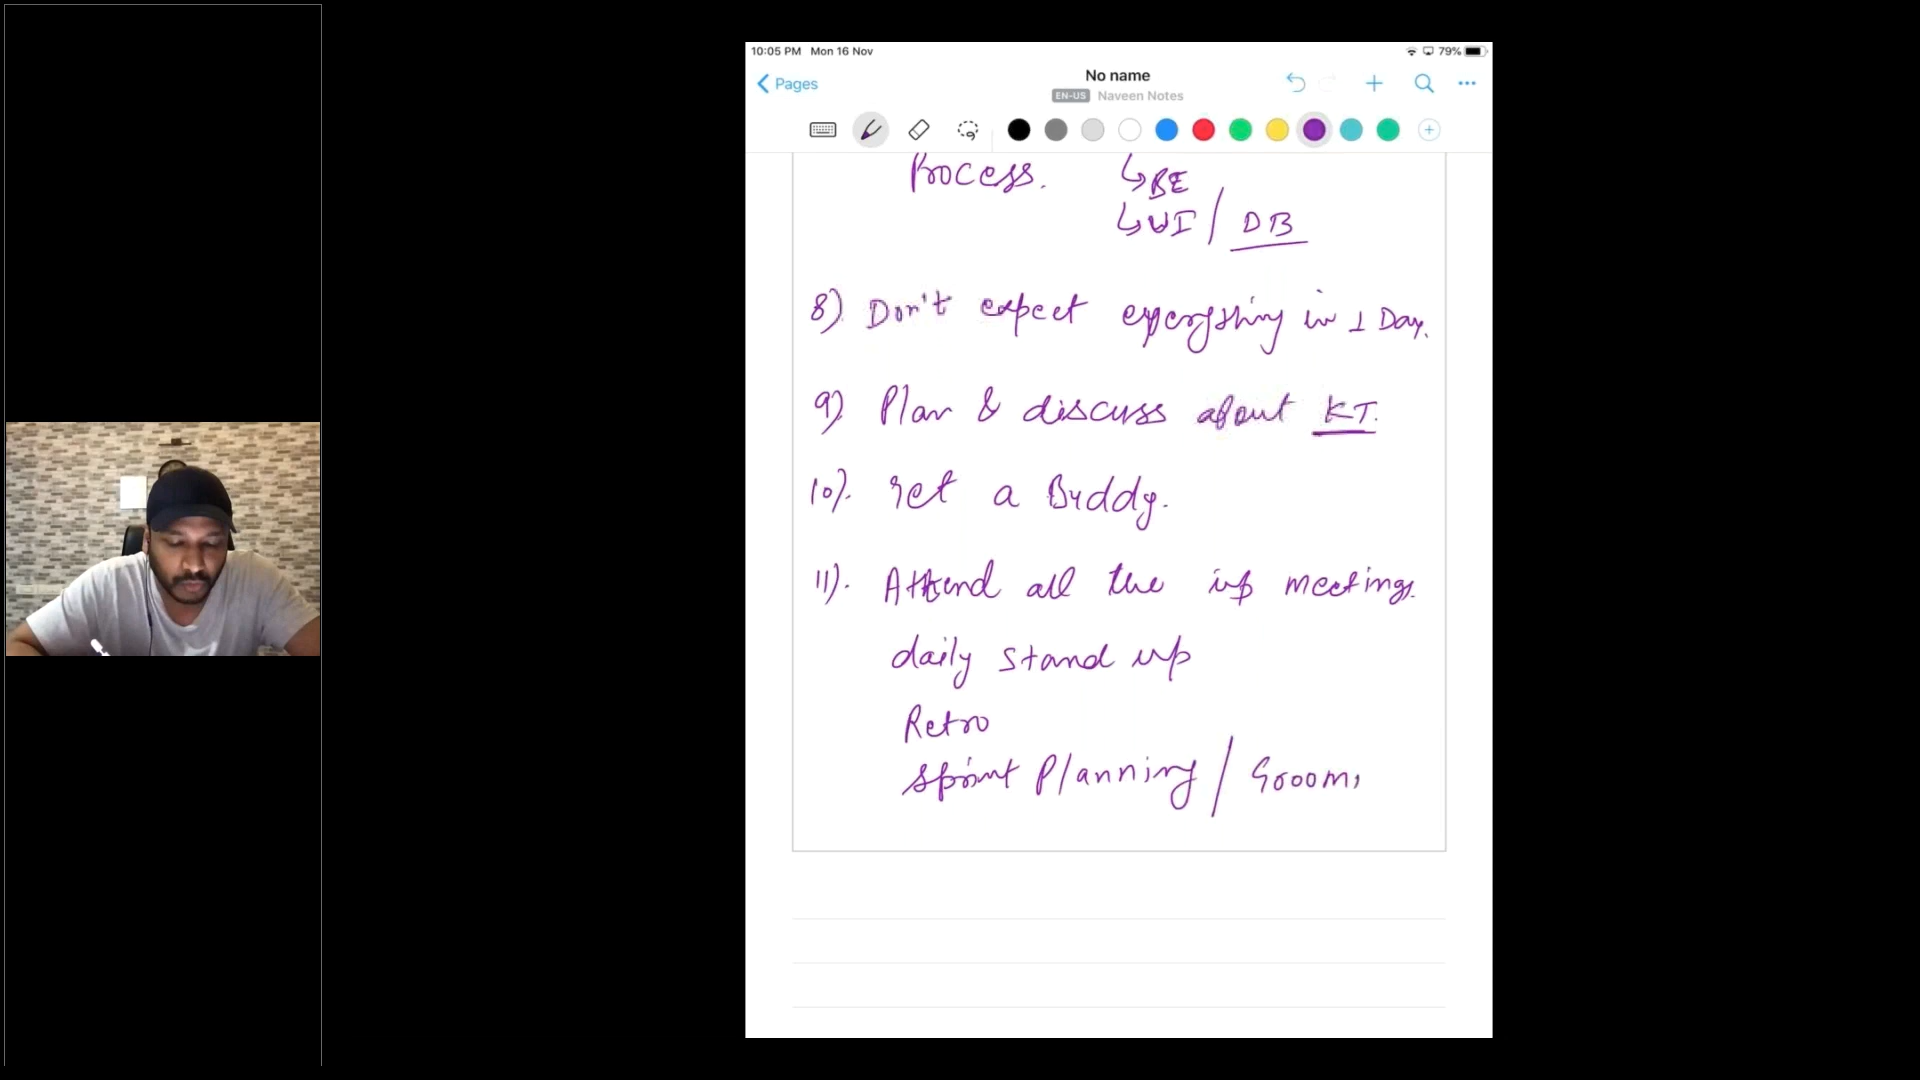 10:05 PM Mon 16 Nov
79%
Pages
No name
EN-US Naveen Notes
Process. ↳BE
↳UI / DB
8) Don't expect everything in 1 Day.
9) Plan & discuss about KT.
10). get a Buddy.
11). Attend all the imp meetings.
daily stand up
Retro
Sprint Planning / Groom